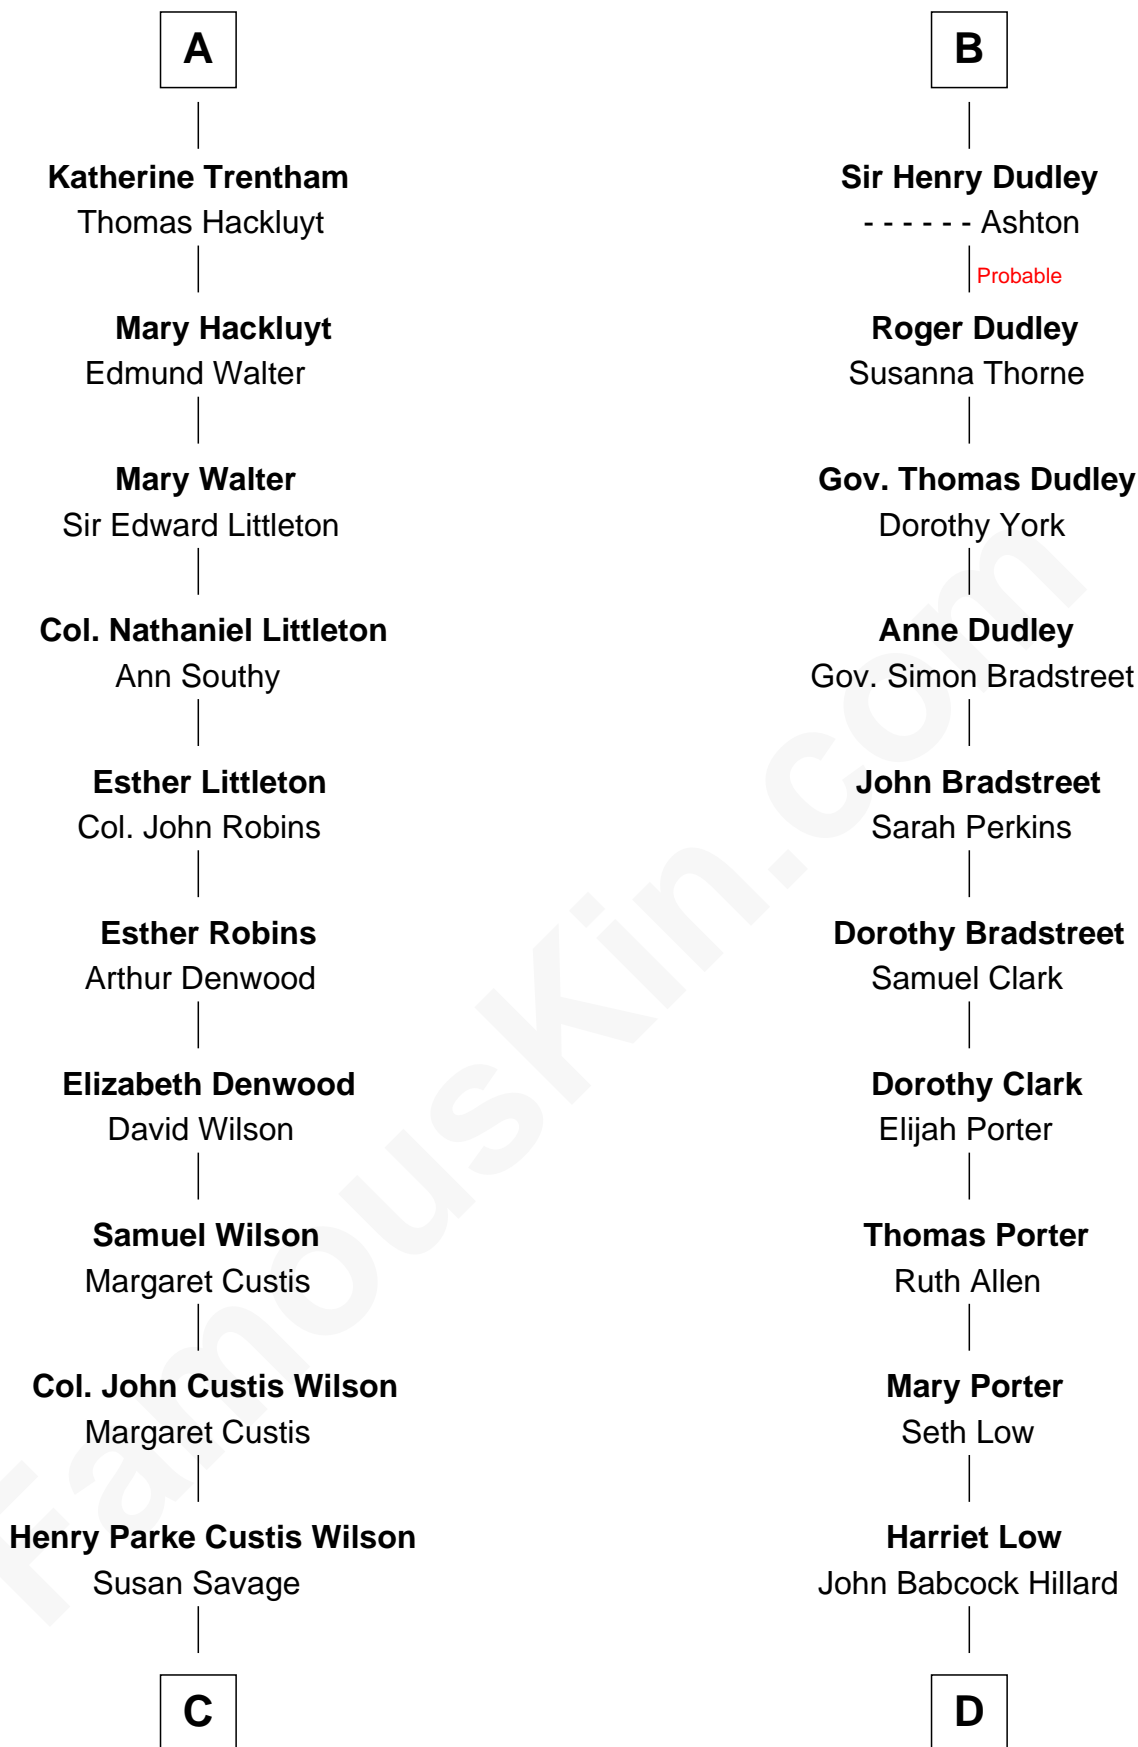 A
Katherine Trentham
Thomas Hackluyt
Mary Hackluyt
Edmund Walter
Mary Walter
Sir Edward Littleton
Col. Nathaniel Littleton
Ann Southy
Esther Littleton
Col. John Robins
Esther Robins
Arthur Denwood
Elizabeth Denwood
David Wilson
Samuel Wilson
Margaret Custis
Col. John Custis Wilson
Margaret Custis
Henry Parke Custis Wilson
Susan Savage
C
B
Sir Henry Dudley
- - - - - - Ashton
Probable
Roger Dudley
Susanna Thorne
Gov. Thomas Dudley
Dorothy York
Anne Dudley
Gov. Simon Bradstreet
John Bradstreet
Sarah Perkins
Dorothy Bradstreet
Samuel Clark
Dorothy Clark
Elijah Porter
Thomas Porter
Ruth Allen
Mary Porter
Seth Low
Harriet Low
John Babcock Hillard
D
FamousKin.com